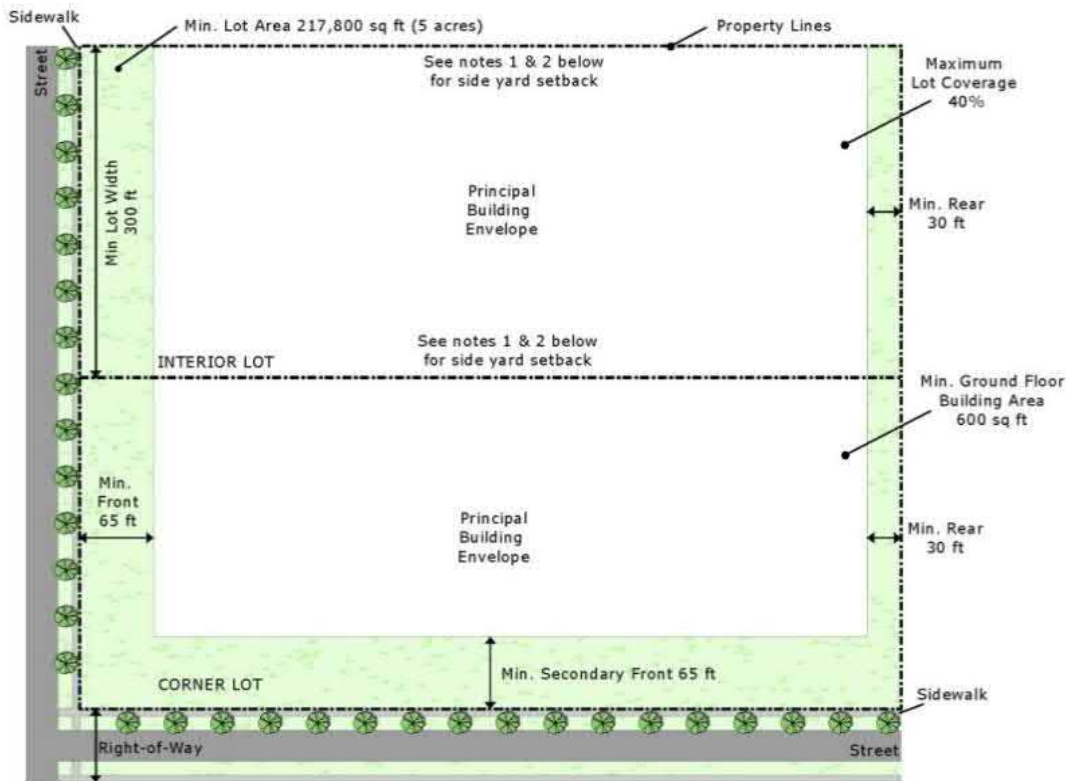 Sidewalk
Min. Lot Area 217,800 sq ft (5 acres)
Property Lines
Street
See notes 1 & 2 below
for side yard setback
Maximum
Lot Coverage
40%
Min Lot Width
300 ft
Principal
Building
Envelope
Min. Rear
30 ft
See notes 1 & 2 below
for side yard setback
INTERIOR LOT
Min. Ground Floor
Building Area
600 sq ft
Min.
Front
65 ft
Principal
Building
Envelope
Min. Rear
30 ft
Min. Secondary Front 65 ft
CORNER LOT
Sidewalk
Right-of-Way
Street